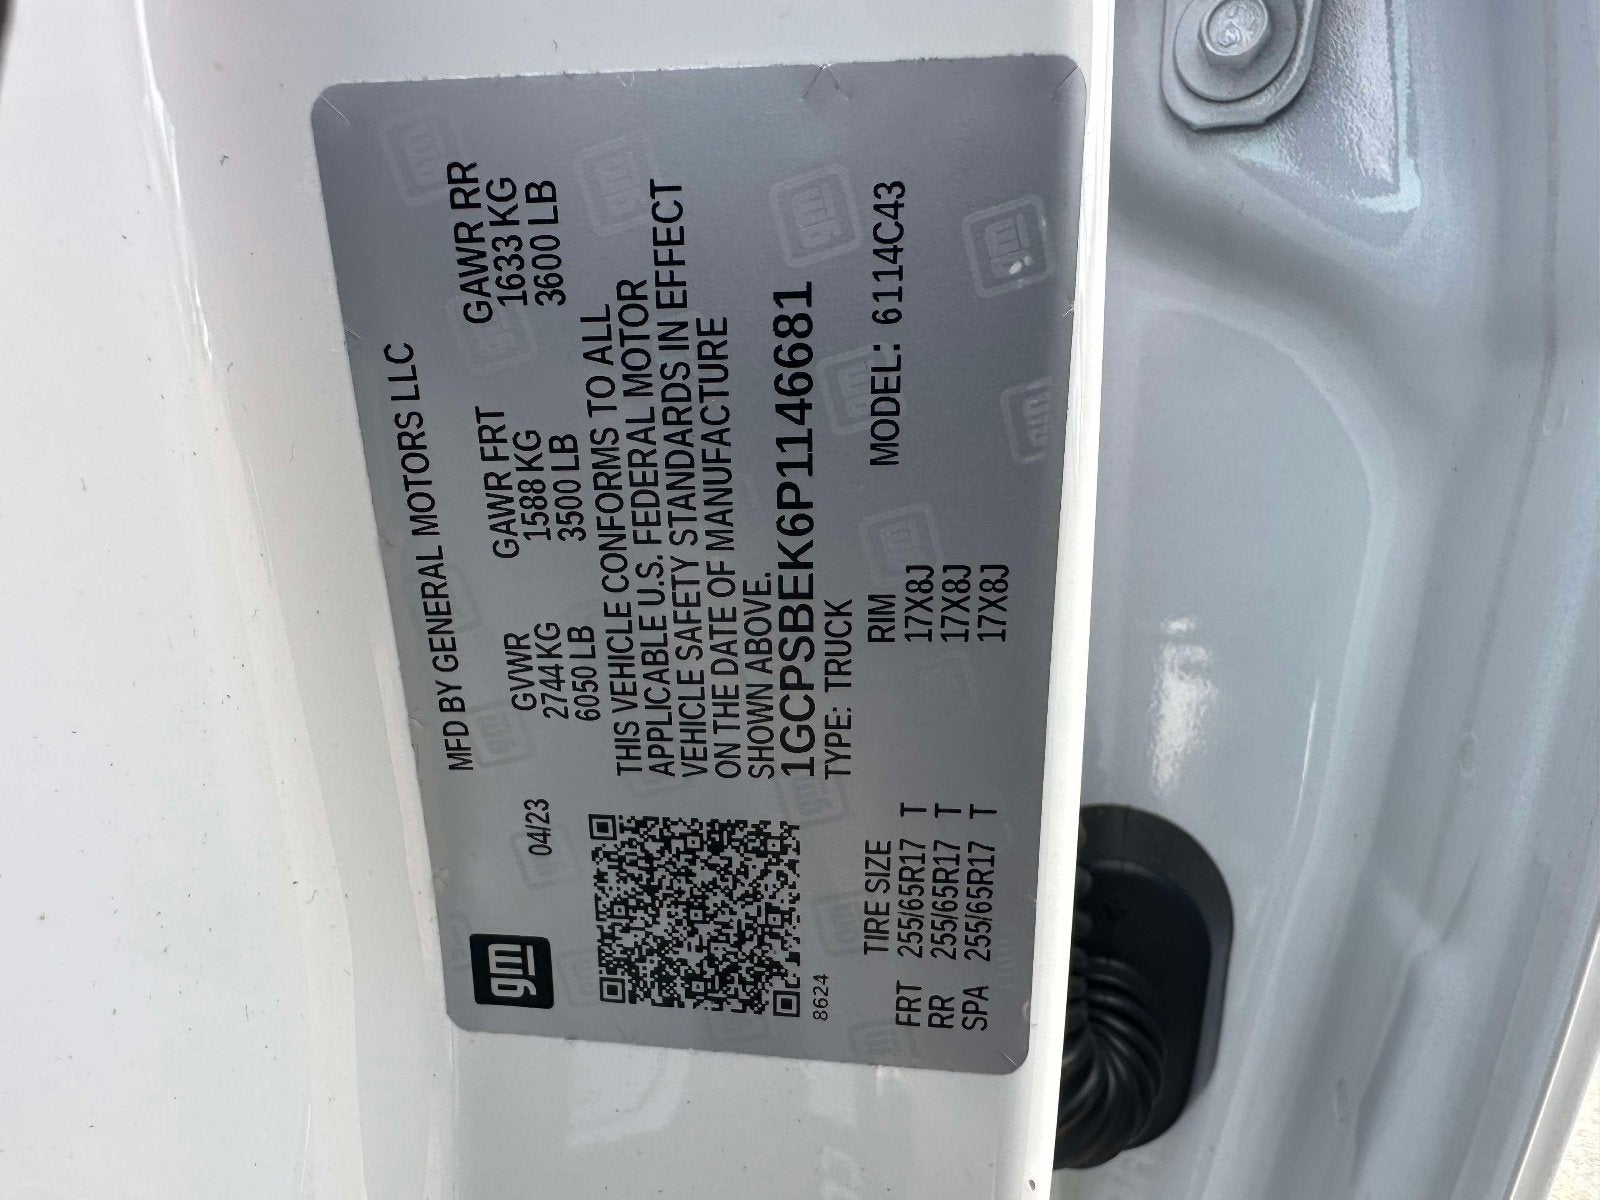 gm
04/23
MFD BY GENERAL MOTORS LLC
GVWR GAWR FRT GAWR RR
2744 KG 1588 KG 1633 KG
6050 LB 3500 LB 3600 LB
THIS VEHICLE CONFORMS TO ALL
APPLICABLE U.S. FEDERAL MOTOR
VEHICLE SAFETY STANDARDS IN EFFECT
ON THE DATE OF MANUFACTURE
SHOWN ABOVE.
1GCPSBEK6P1146681
TYPE: TRUCK
8624
MODEL: 6114C43
TIRE SIZE RIM
FRT 255/65R17 T 17X8J
RR 255/65R17 T 17X8J
SPA 255/65R17 T 17X8J